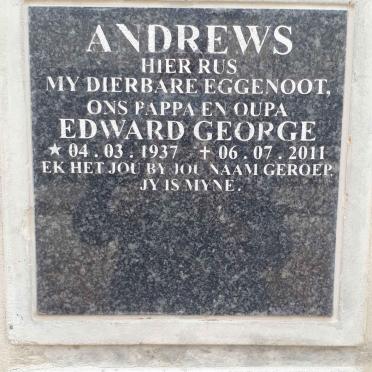 ANDREWS
HIER RUS
MY DIERBARE EGGENOOT,
ONS PAPPA EN OUPA
EDWARD GEORGE
★ 04.03.1937 ✝ 06.07.2011
EK HET JOU BY JOU NAAM GEROEP,
JY IS MYNE.